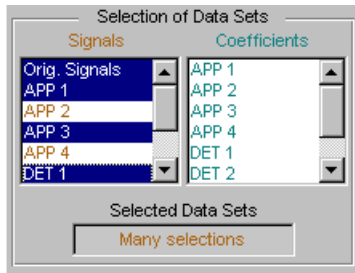 Selection of Data Sets
Signals
Coefficients
Orig. Signals
APP 1
APP 2
APP 3
APP 4
DET 1
APP 1
APP 2
APP 3
APP 4
DET 1
DET 2
Selected Data Sets
Many selections